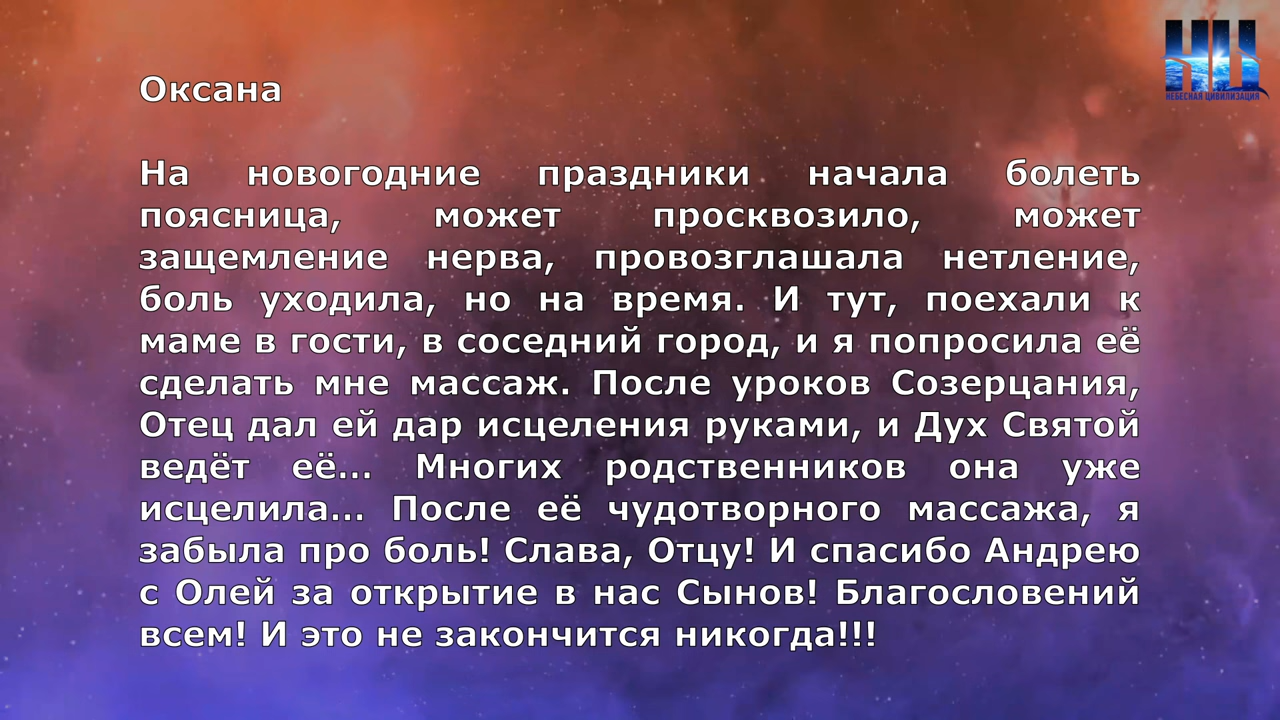 НЦ
НЕБЕСНАЯ ЦИВИЛИЗАЦИЯ
Оксана
На новогодние праздники начала болеть
поясница, может просквозило, может
защемление нерва, провозглашала нетление,
боль уходила, но на время. И тут, поехали к
маме в гости, в соседний город, и я попросила её
сделать мне массаж. После уроков Созерцания,
Отец дал ей дар исцеления руками, и Дух Святой
ведёт её... Многих родственников она уже
исцелила... После её чудотворного массажа, я
забыла про боль! Слава, Отцу! И спасибо Андрею
с Олей за открытие в нас Сынов! Благословений
всем! И это не закончится никогда!!!